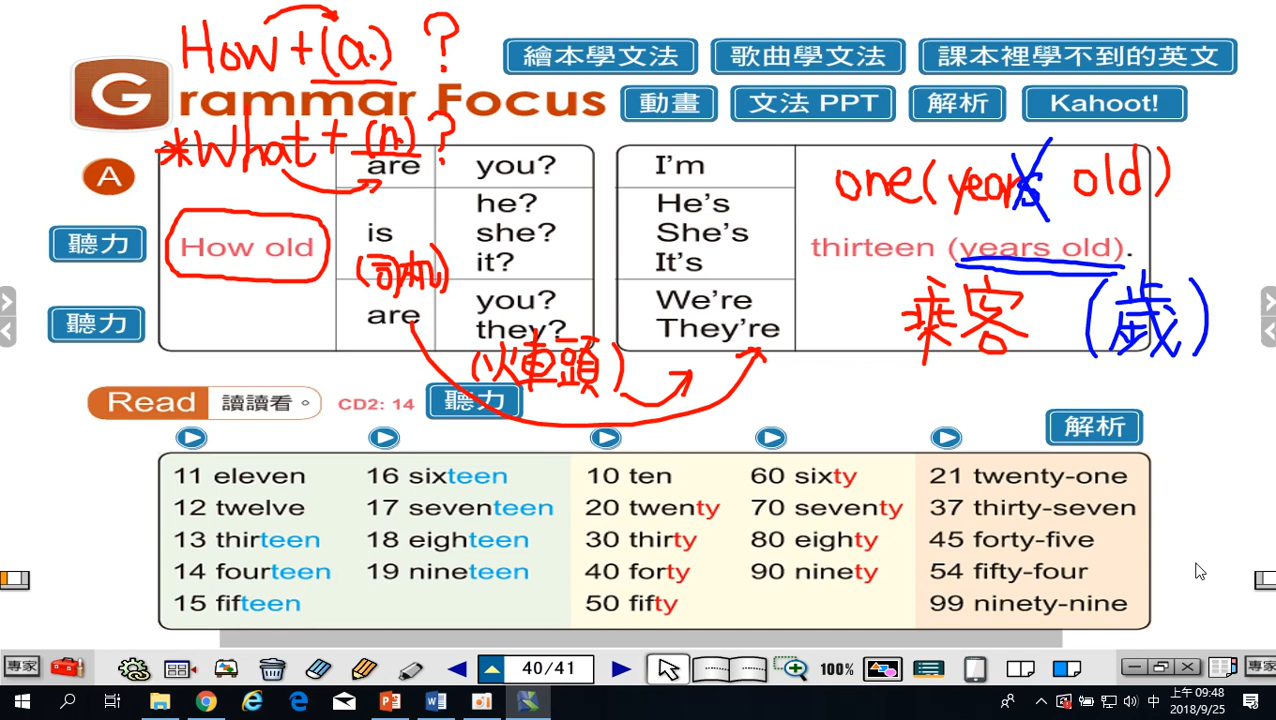 How + (a.) ?
繪本學文法 歌曲學文法 課本裡學不到的英文
Grammar Focus
動畫 文法 PPT 解析 Kahoot!
*What + (n.) ?
A
are you? I'm
one (years old)
he? He's
聽力 How old is she? She's thirteen (years old).
it? It's
(司机)
聽力 are you? We're
they? They're
乘客 (歲)
(火車頭)
Read 讀讀看。 CD2: 14 聽力
解析
11 eleven 16 sixteen 10 ten 60 sixty 21 twenty-one
12 twelve 17 seventeen 20 twenty 70 seventy 37 thirty-seven
13 thirteen 18 eighteen 30 thirty 80 eighty 45 forty-five
14 fourteen 19 nineteen 40 forty 90 ninety 54 fifty-four
15 fifteen 50 fifty 99 ninety-nine
專家 40/41 100% 專家
中 上午 09:48
2018/9/25